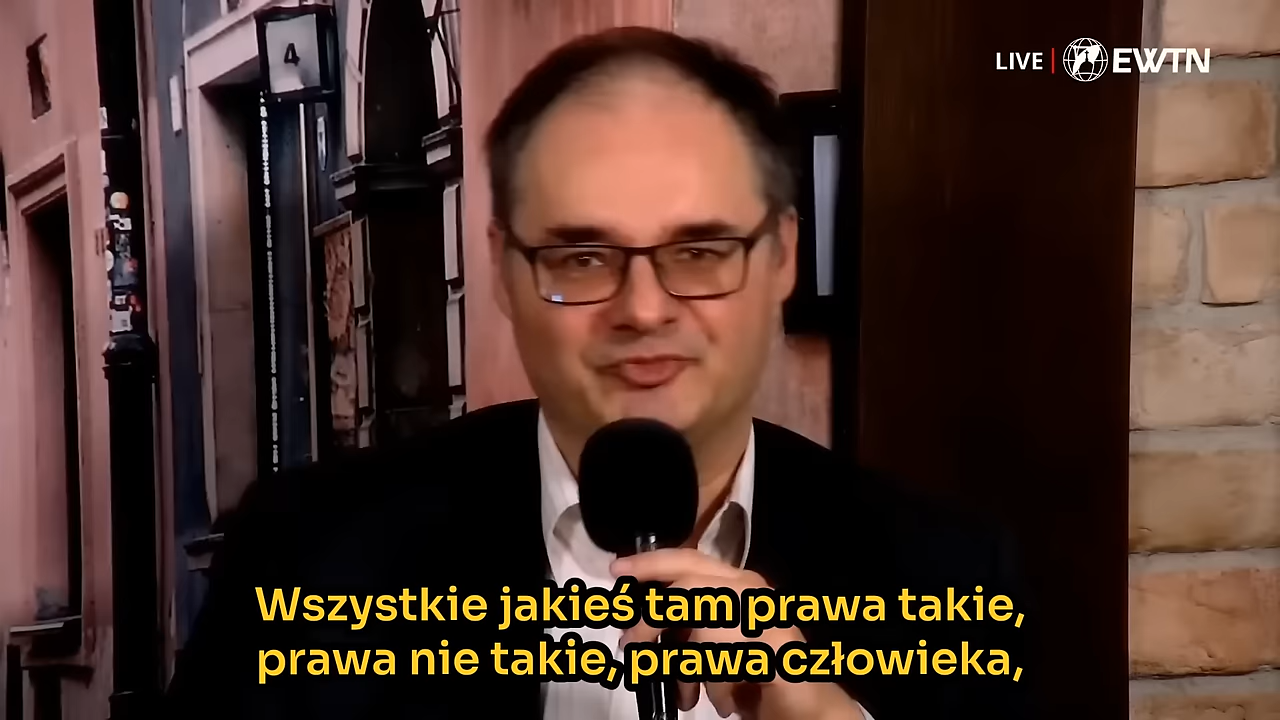 4
LIVE | EWTN
Wszystkie jakieś tam prawa takie,
prawa nie takie, prawa człowieka,